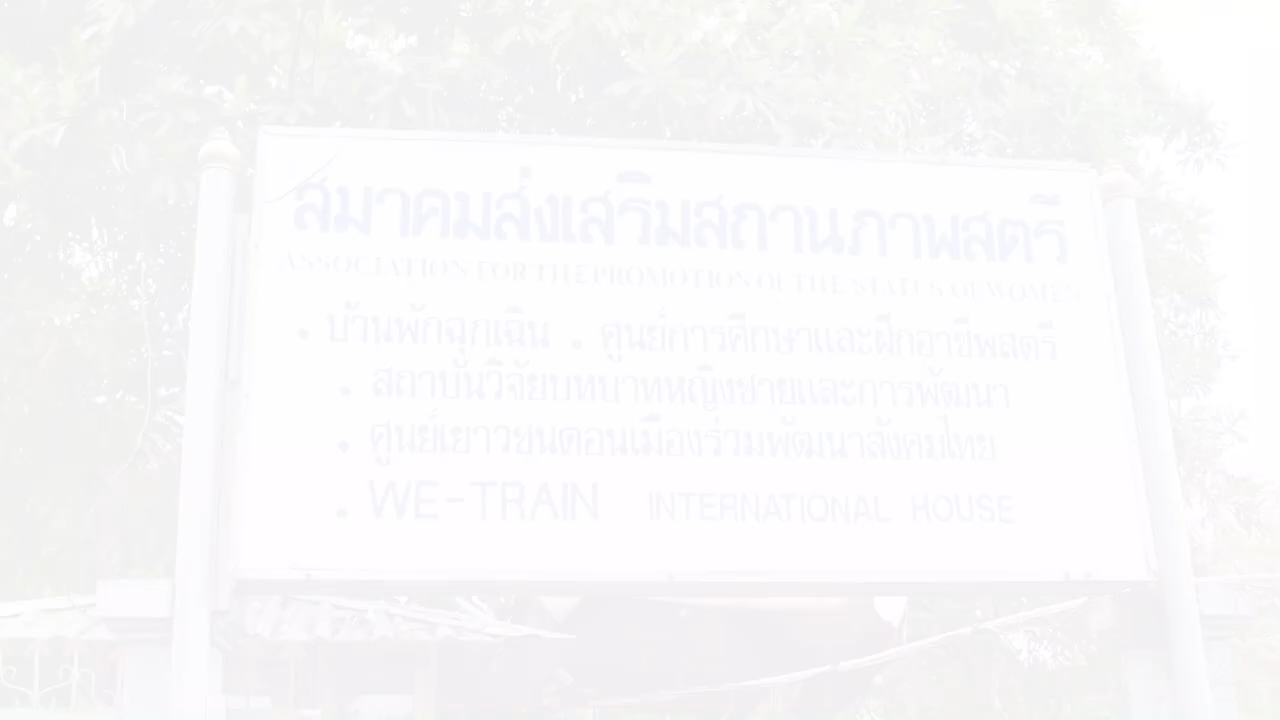 สมาคมส่งเสริมสถานภาพสตรี
ASSOCIATION FOR THE PROMOTION OF THE STATUS OF WOMEN
. บ้านพักฉุกเฉิน . ศูนย์การศึกษาและฝึกอาชีพสตรี
. สถาบันวิจัยบทบาทหญิงชายและการพัฒนา
. ศูนย์เยาวชนดอนเมืองร่วมพัฒนาสังคมไทย
. WE-TRAIN INTERNATIONAL HOUSE